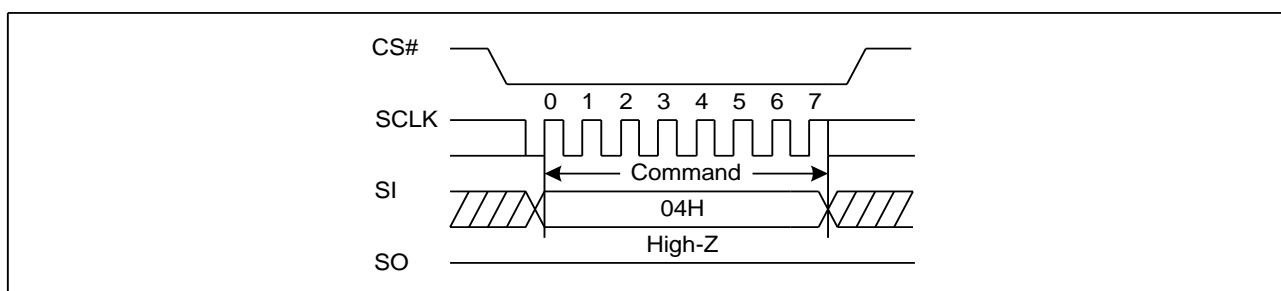 CS#
0 1 2 3 4 5 6 7
SCLK
Command
SI
04H
High-Z
SO